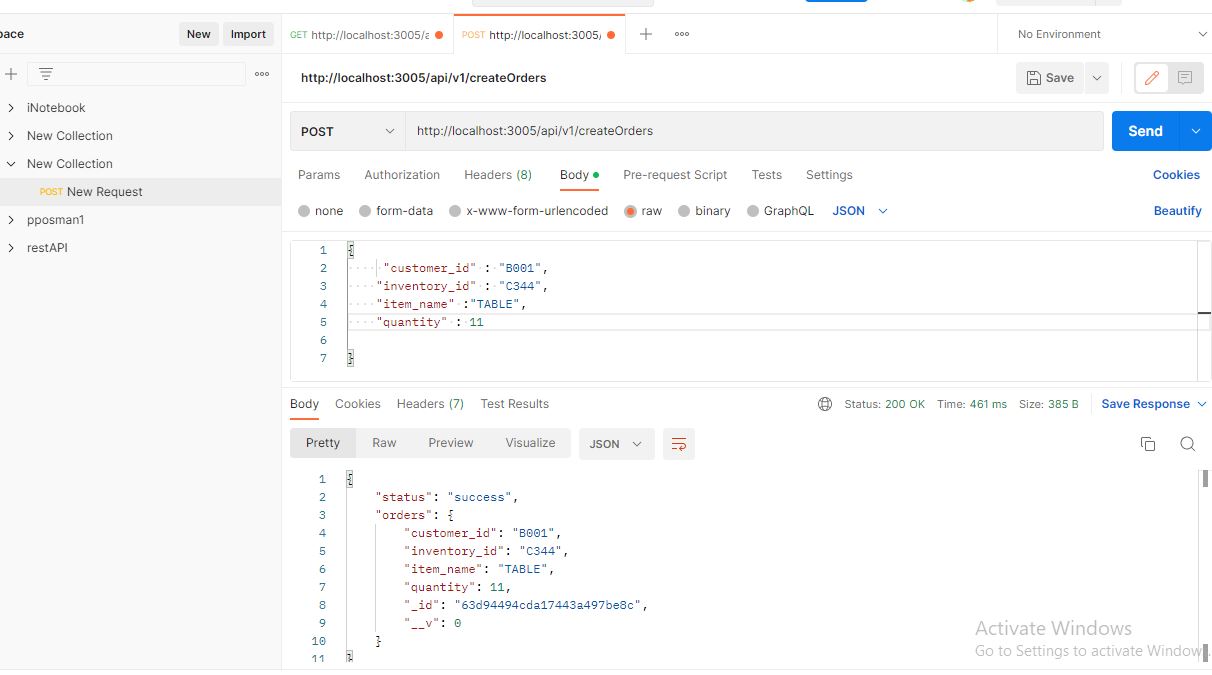 pace New Import GET http://localhost:3005/a POST http://localhost:3005/ No Environment
http://localhost:3005/api/v1/createOrders Save
iNotebook
New Collection
New Collection
POST New Request
pposman1
restAPI
POST http://localhost:3005/api/v1/createOrders Send
Params Authorization Headers (8) Body Pre-request Script Tests Settings Cookies
none form-data x-www-form-urlencoded raw binary GraphQL JSON Beautify
1 {
2 "customer_id" : "B001",
3 "inventory_id" : "C344",
4 "item_name" :"TABLE",
5 "quantity" : 11
6
7 }
Body Cookies Headers (7) Test Results Status: 200 OK Time: 461 ms Size: 385 B Save Response
Pretty Raw Preview Visualize JSON
1 {
2 "status": "success",
3 "orders": {
4 "customer_id": "B001",
5 "inventory_id": "C344",
6 "item_name": "TABLE",
7 "quantity": 11,
8 "_id": "63d94494cda17443a497be8c",
9 "__v": 0
10 }
11 }
Activate Windows
Go to Settings to activate Window